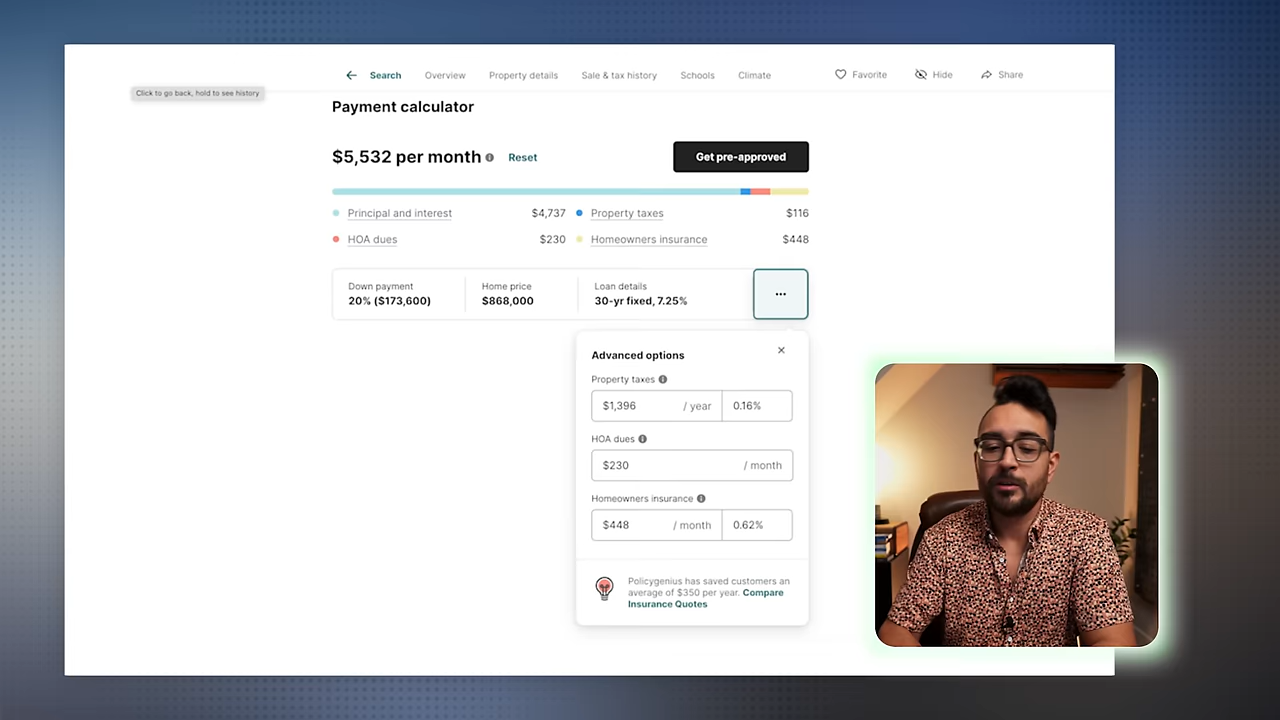 Search Overview Property details Sale & tax history Schools Climate Favorite Hide Share
Click to go back, hold to see history
Payment calculator
$5,532 per month Reset Get pre-approved
Principal and interest $4,737 Property taxes $116
HOA dues $230 Homeowners insurance $448
Down payment Home price Loan details
20% ($173,600) $868,000 30-yr fixed, 7.25%
Advanced options
Property taxes
$1,396 / year 0.16%
HOA dues
$230 / month
Homeowners insurance
$448 / month 0.62%
Policygenius has saved customers an
average of $350 per year. Compare
Insurance Quotes